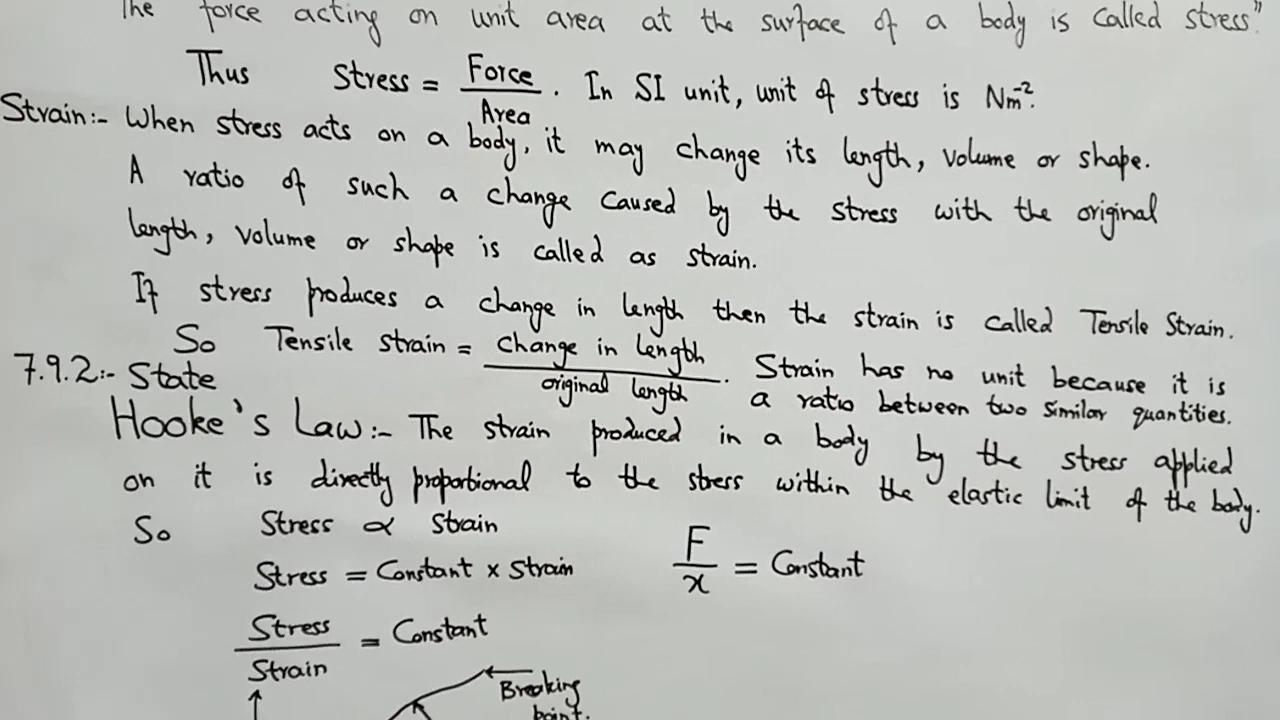 The force acting on unit area at the surface of a body is called stress"
Thus Stress = Force / Area . In SI unit, unit of stress is Nm⁻².
Strain:- When stress acts on a body, it may change its length, volume or shape.
A ratio of such a change caused by the stress with the original
length, volume or shape is called as strain.
If stress produces a change in length then the strain is called Tensile Strain.
So Tensile strain = change in length / original length . Strain has no unit because it is
a ratio between two similar quantities.
7.9.2:- State
Hooke's Law:- The strain produced in a body by the stress applied
on it is directly proportional to the stress within the elastic limit of the body.
So Stress ∝ Strain
Stress = Constant x Strain
F / x = Constant
Stress / Strain = Constant
Breaking
point.